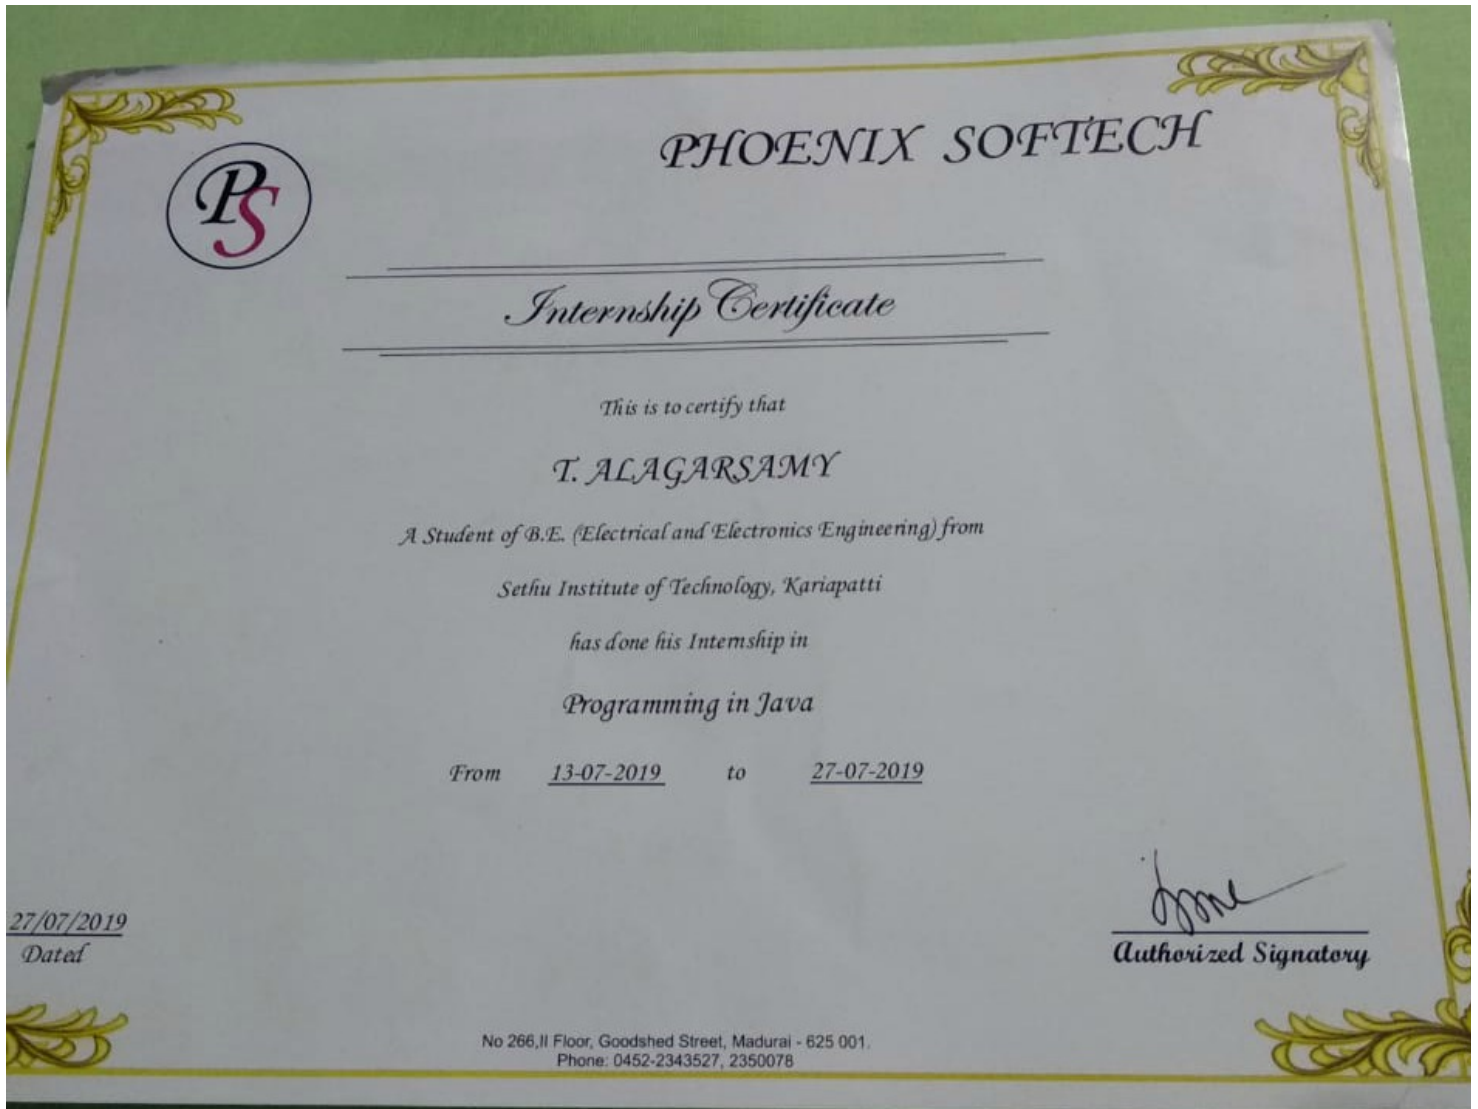 PS
PHOENIX SOFTECH
Internship Certificate
This is to certify that
T. ALAGARSAMY
A Student of B.E. (Electrical and Electronics Engineering) from
Sethu Institute of Technology, Kariapatti
has done his Internship in
Programming in Java
From 13-07-2019 to 27-07-2019
27/07/2019
Dated
Authorized Signatory
No 266,II Floor, Goodshed Street, Madurai - 625 001.
Phone: 0452-2343527, 2350078